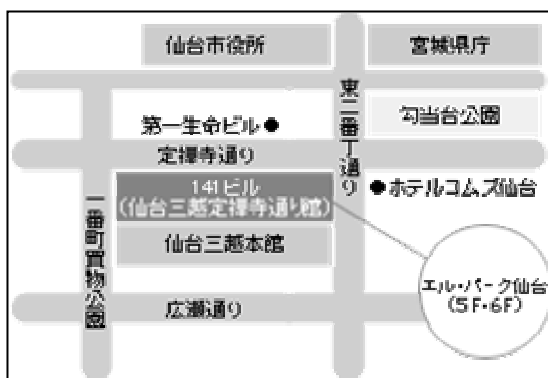 仙台市役所
宮城県庁
東二番丁通り
勾当台公園
第一生命ビル
定禅寺通り
141ビル
(仙台三越定禅寺通り館)
ホテルコムズ仙台
一番町買物公園
仙台三越本館
エル・パーク仙台
(5F・6F)
広瀬通り